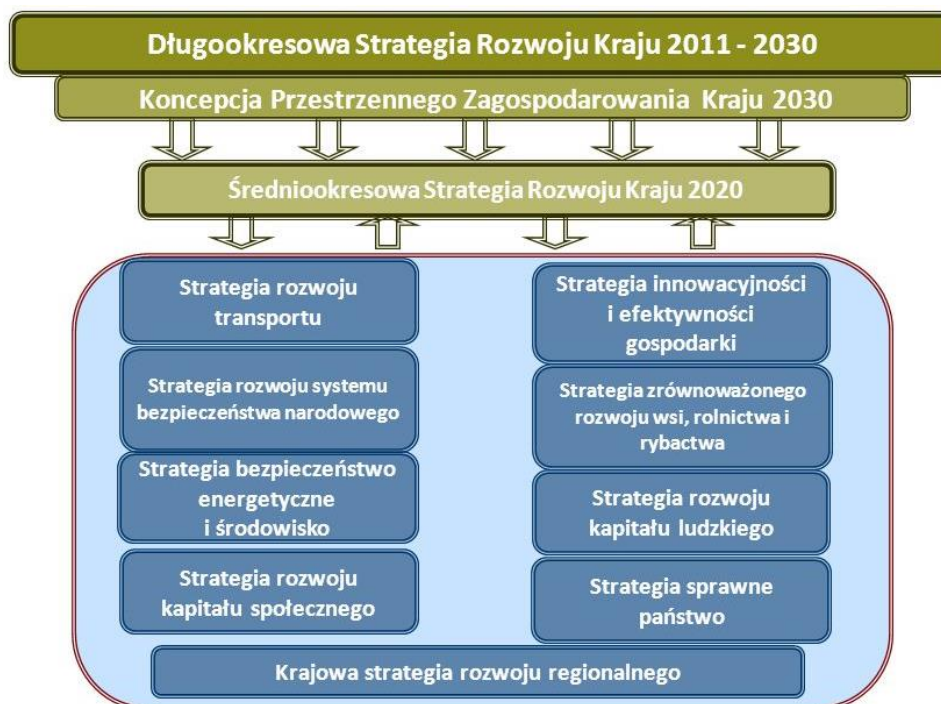 Długookresowa Strategia Rozwoju Kraju 2011 - 2030
Koncepcja Przestrzennego Zagospodarowania Kraju 2030
Średniookresowa Strategia Rozwoju Kraju 2020
Strategia rozwoju
transportu
Strategia rozwoju systemu
bezpieczeństwa narodowego
Strategia bezpieczeństwo
energetyczne
i środowisko
Strategia rozwoju
kapitału społecznego
Strategia innowacyjności
i efektywności
gospodarki
Strategia zrównoważonego
rozwoju wsi, rolnictwa i
rybactwa
Strategia rozwoju
kapitału ludzkiego
Strategia sprawne
państwo
Krajowa strategia rozwoju regionalnego